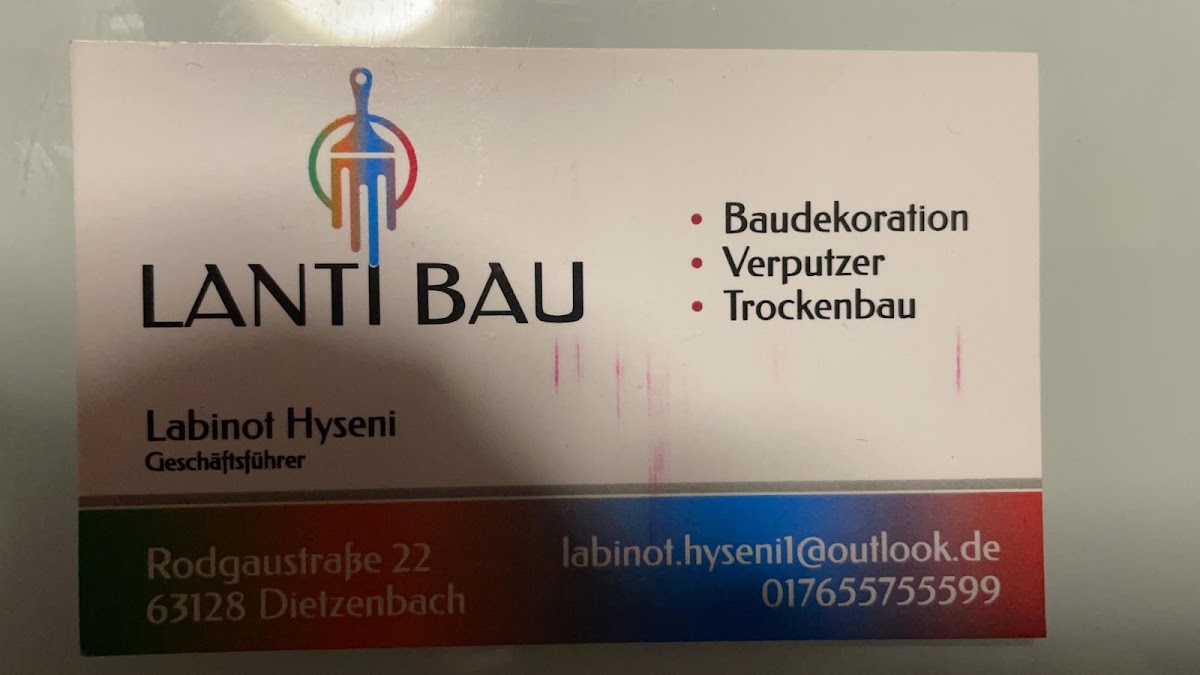 LANTI BAU
• Baudekoration
• Verputzer
• Trockenbau
Labinot Hyseni
Geschäftsführer
Rodgaustraße 22
63128 Dietzenbach
labinot.hyseni1@outlook.de
017655755599